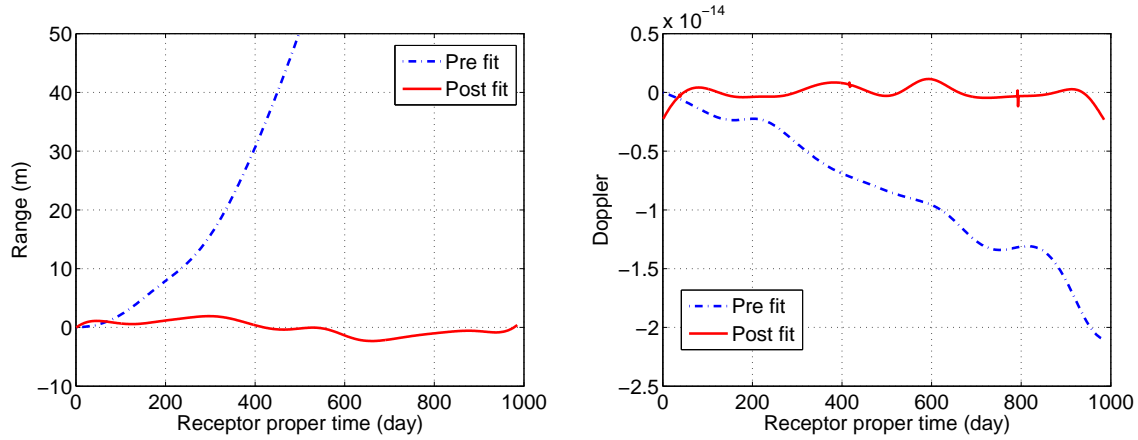 50
40
30
20
10
0
−10
0 200 400 600 800 1000
Range (m)
Receptor proper time (day)
Pre fit
Post fit
x 10−14
0.5
0
−0.5
−1
−1.5
−2
−2.5
0 200 400 600 800 1000
Doppler
Receptor proper time (day)
Pre fit
Post fit